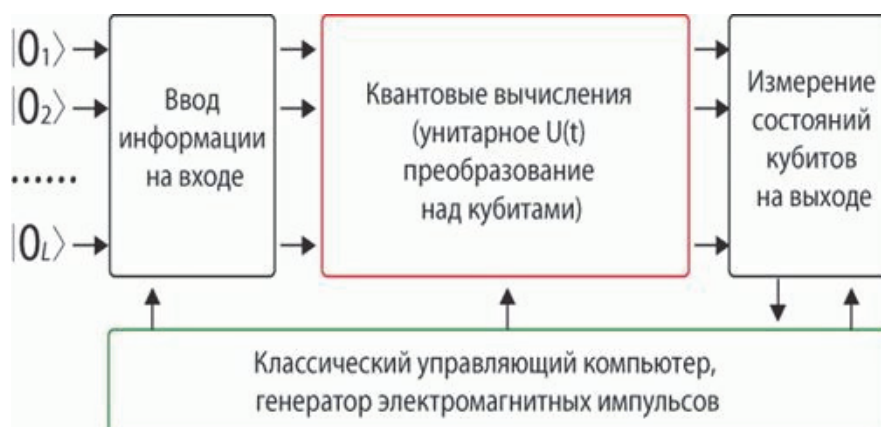 |0₁⟩
|0₂⟩
......
|0L⟩
Ввод
информации
на входе
Квантовые вычисления
(унитарное U(t)
преобразование
над кубитами)
Измерение
состояний
кубитов
на выходе
Классический управляющий компьютер,
генератор электромагнитных импульсов